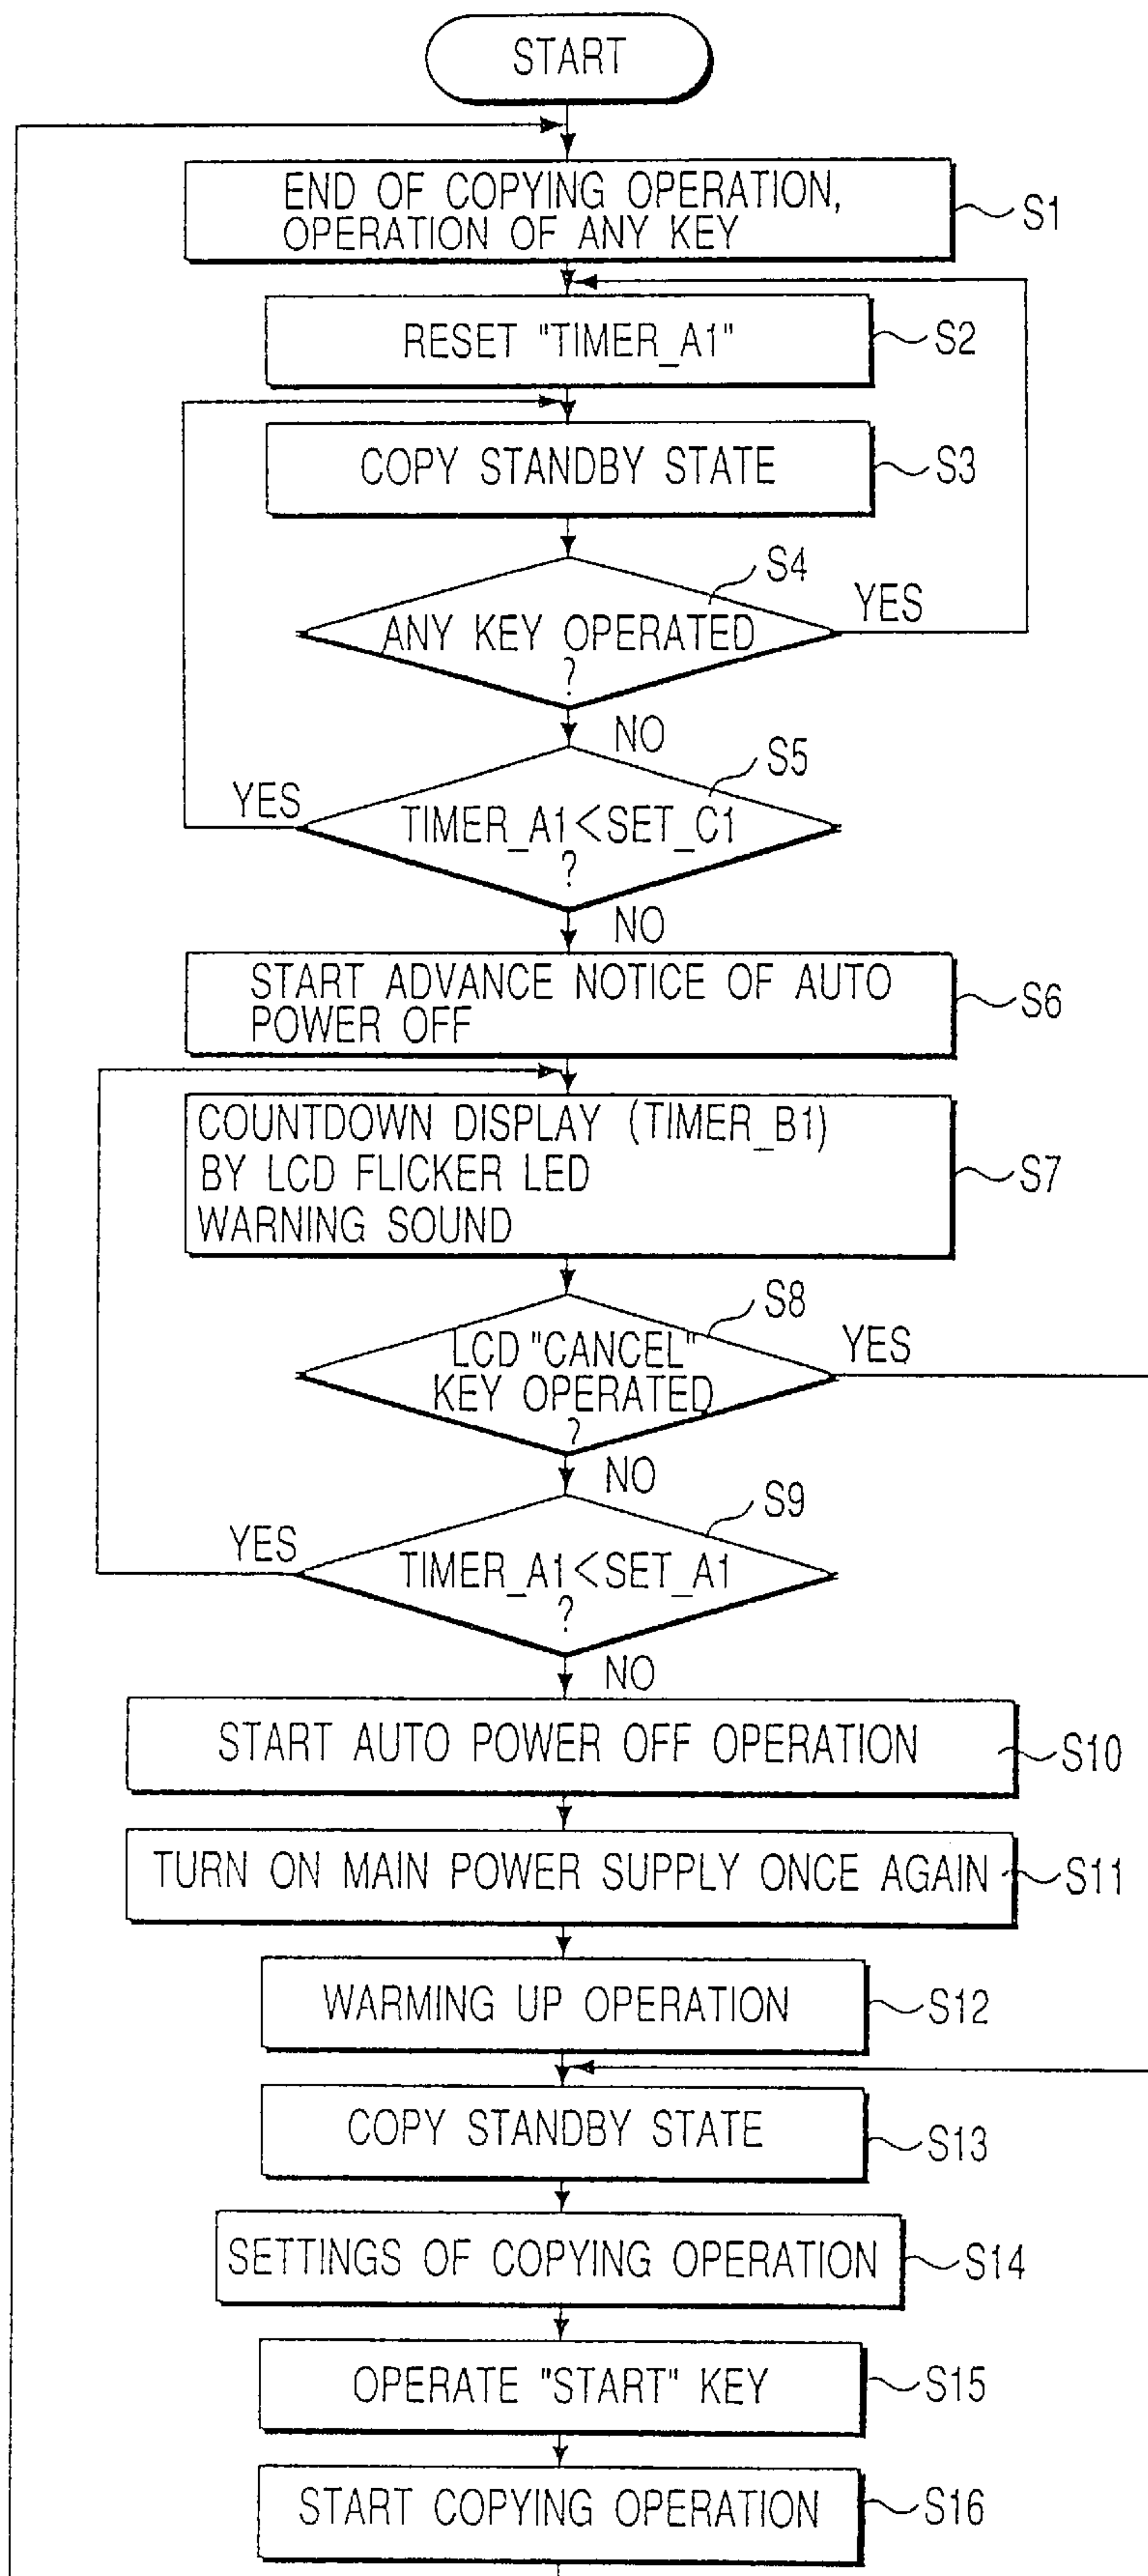 START
END OF COPYING OPERATION,
OPERATION OF ANY KEY
S1
RESET "TIMER_A1"
S2
COPY STANDBY STATE
S3
S4
ANY KEY OPERATED
?
YES
NO
S5
YES
TIMER_A1<SET_C1
?
NO
START ADVANCE NOTICE OF AUTO
POWER OFF
S6
COUNTDOWN DISPLAY (TIMER_B1)
BY LCD FLICKER LED
WARNING SOUND
S7
S8
LCD "CANCEL"
KEY OPERATED
?
YES
NO
S9
YES
TIMER_A1<SET_A1
?
NO
START AUTO POWER OFF OPERATION
S10
TURN ON MAIN POWER SUPPLY ONCE AGAIN
S11
WARMING UP OPERATION
S12
COPY STANDBY STATE
S13
SETTINGS OF COPYING OPERATION
S14
OPERATE "START" KEY
S15
START COPYING OPERATION
S16